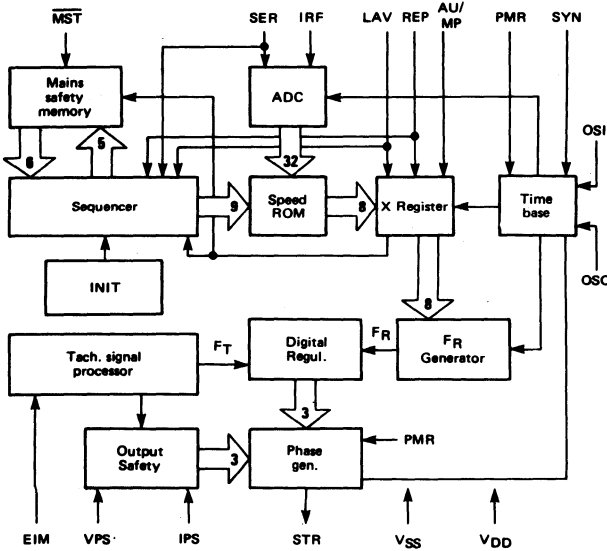 MST SER IRF LAV REP AU/ MP PMR SYN
Mains safety memory
ADC
OSI
6
5
32
Sequencer
9
Speed ROM
8
X Register
Time base
INIT
OSC
8
Tach. signal processor
FT
Digital Regul.
FR
FR Generator
3
Output Safety
3
Phase gen.
PMR
EIM VPS· IPS STR VSS VDD